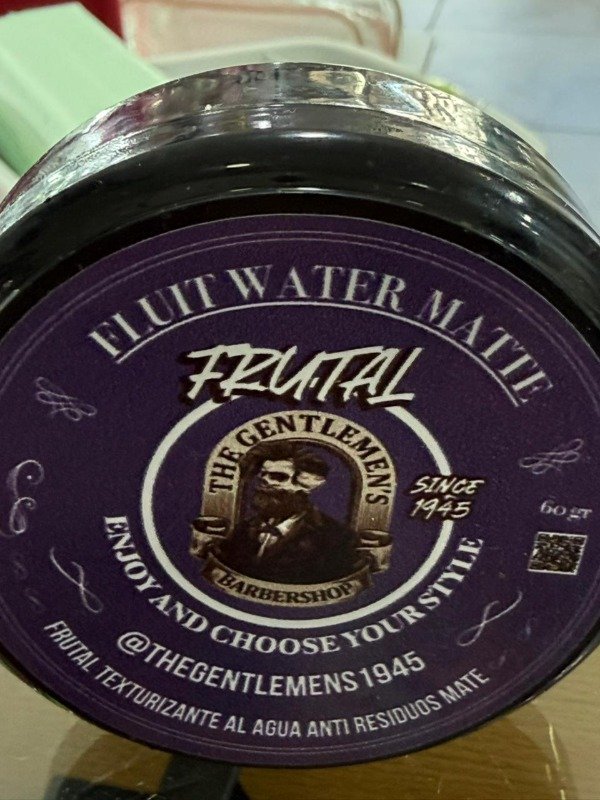 FLUIT WATER MATTE
FRUTAL
THE GENTLEMEN'S
BARBERSHOP
SINCE
1945
60 gr
ENJOY AND CHOOSE YOUR STYLE
@THEGENTLEMENS1945
FRUTAL TEXTURIZANTE AL AGUA ANTI RESIDUOS MATE